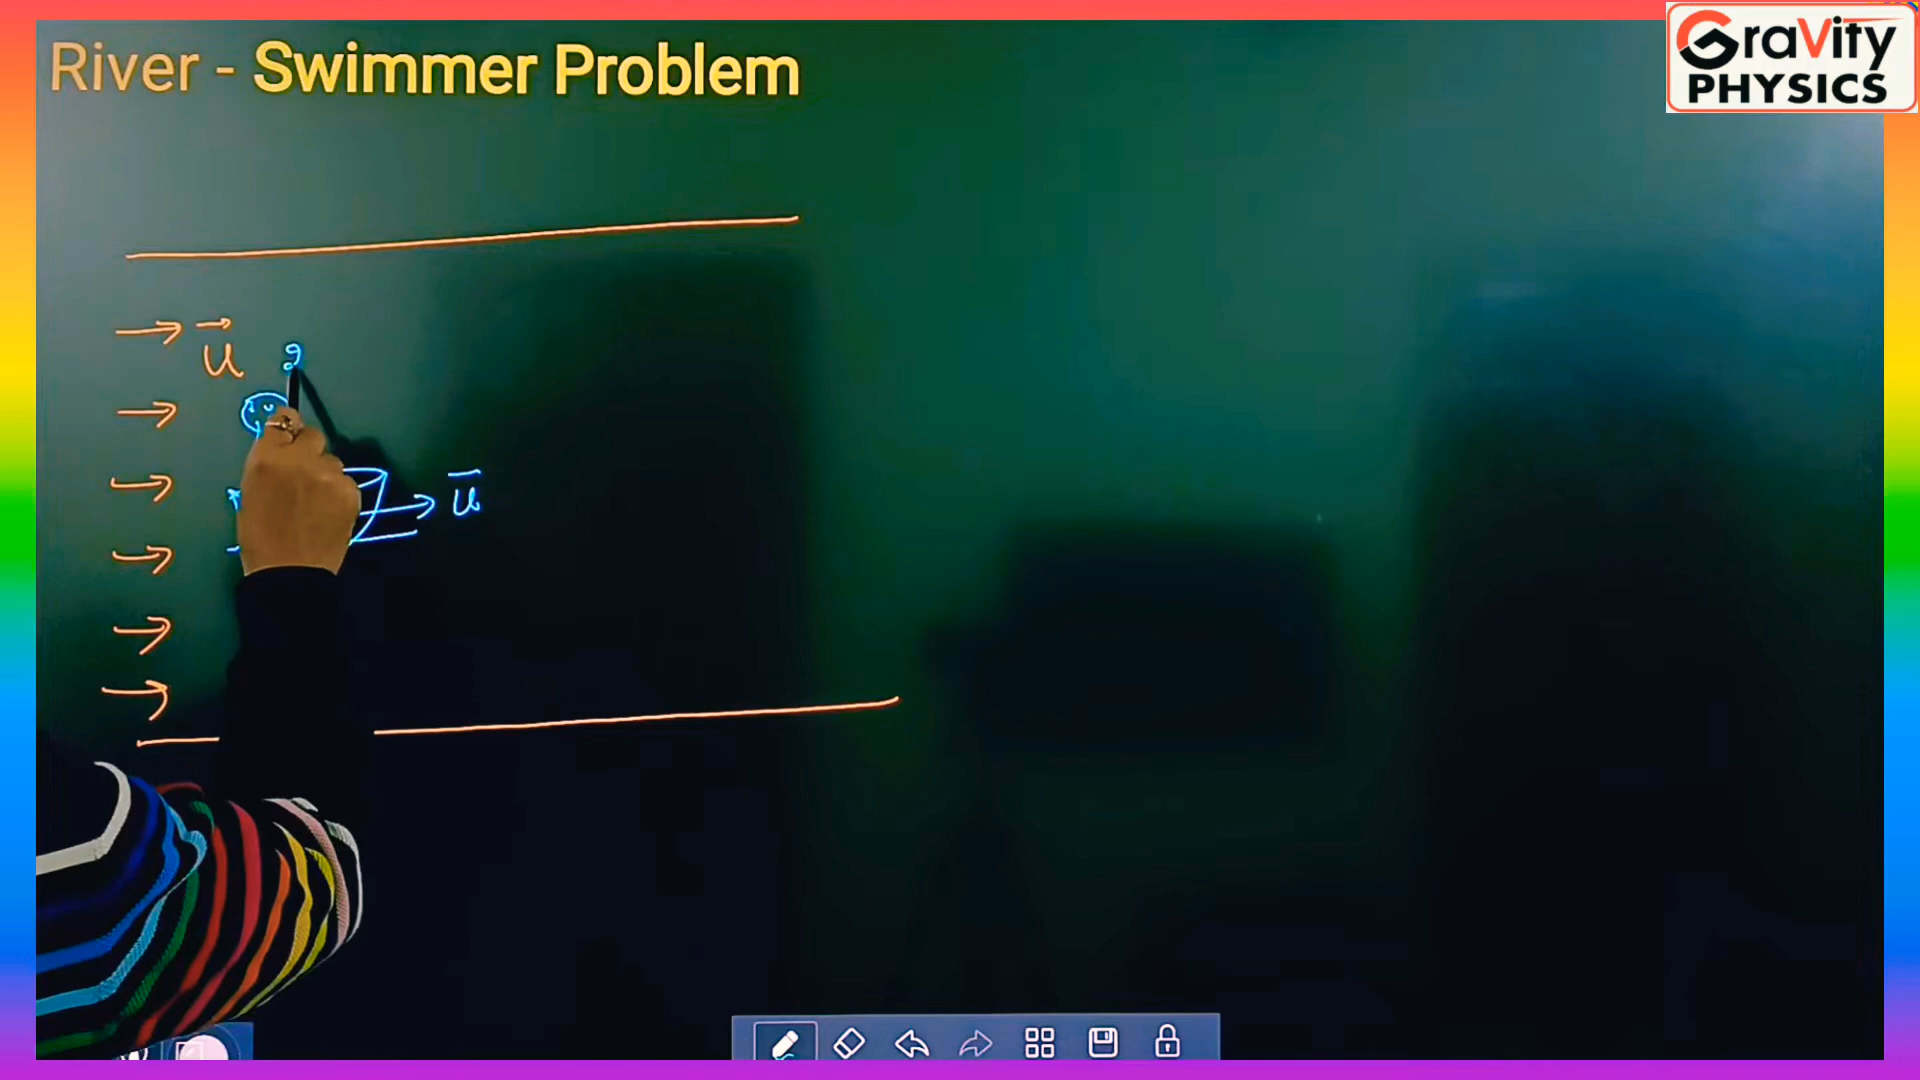 River - Swimmer Problem
GraVity
PHYSICS
u
?
u